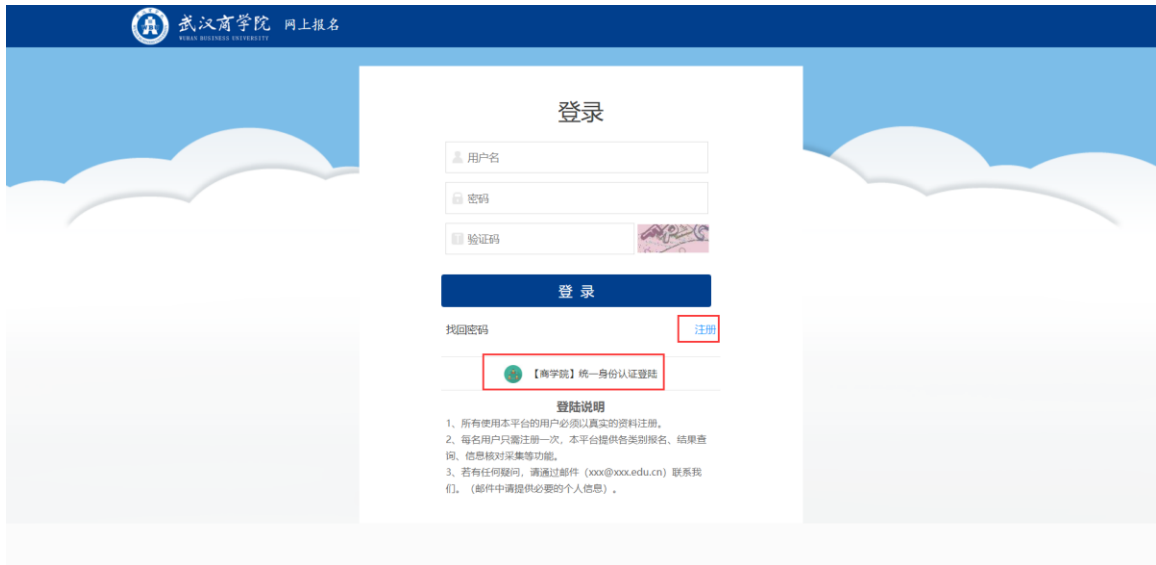 武汉商学院 网上报名
WUHAN BUSINESS UNIVERSITY
登录
用户名
密码
验证码
登 录
找回密码 注册
【商学院】统一身份认证登陆
登陆说明
1、所有使用本平台的用户必须以真实的资料注册。
2、每名用户只需注册一次，本平台提供各类别报名、结果查
询、信息核对采集等功能。
3、若有任何疑问，请通过邮件（xxx@xxx.edu.cn）联系我
们。（邮件中请提供必要的个人信息）.